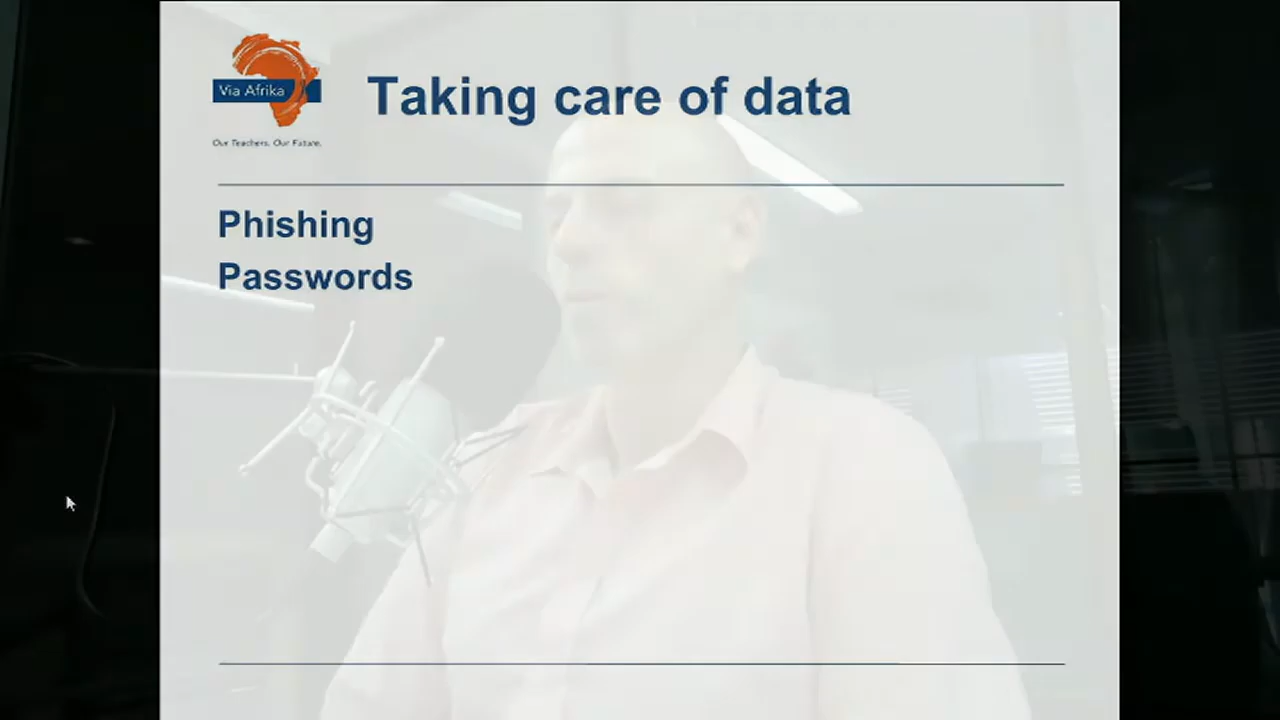 Via Afrika
Taking care of data
Our Teachers. Our Future.
Phishing
Passwords